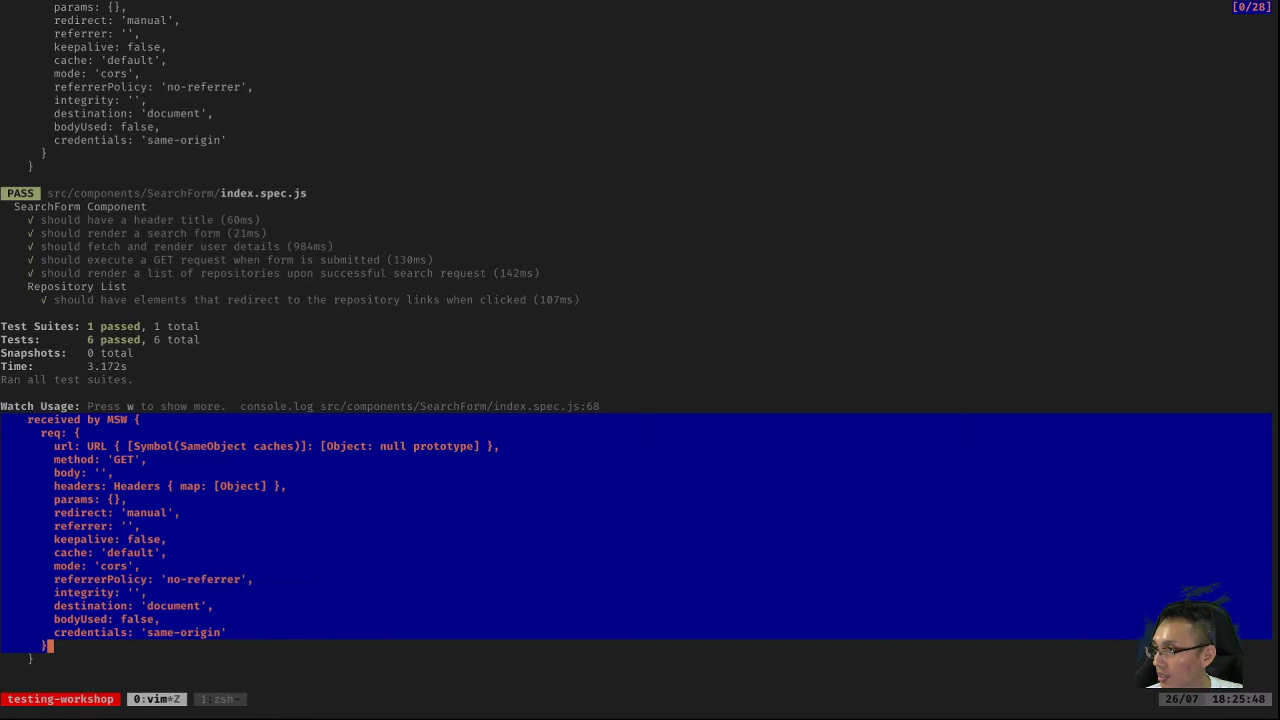 params: {},
[0/28]
redirect: 'manual',
referrer: '',
keepalive: false,
cache: 'default',
mode: 'cors',
referrerPolicy: 'no-referrer',
integrity: '',
destination: 'document',
bodyUsed: false,
credentials: 'same-origin'
}
}
PASS src/components/SearchForm/index.spec.js
SearchForm Component
√ should have a header title (60ms)
√ should render a search form (21ms)
√ should fetch and render user details (984ms)
√ should execute a GET request when form is submitted (130ms)
√ should render a list of repositories upon successful search request (142ms)
Repository List
√ should have elements that redirect to the repository links when clicked (107ms)
Test Suites: 1 passed, 1 total
Tests: 6 passed, 6 total
Snapshots: 0 total
Time: 3.172s
Ran all test suites.
Watch Usage: Press w to show more. console.log src/components/SearchForm/index.spec.js:68
received by MSW {
req: {
url: URL { [Symbol(SameObject caches)]: [Object: null prototype] },
method: 'GET',
body: '',
headers: Headers { map: [Object] },
params: {},
redirect: 'manual',
referrer: '',
keepalive: false,
cache: 'default',
mode: 'cors',
referrerPolicy: 'no-referrer',
integrity: '',
destination: 'document',
bodyUsed: false,
credentials: 'same-origin'
}
}
testing-workshop 0:vim*Z 1:zsh- 26/07 18:25:48